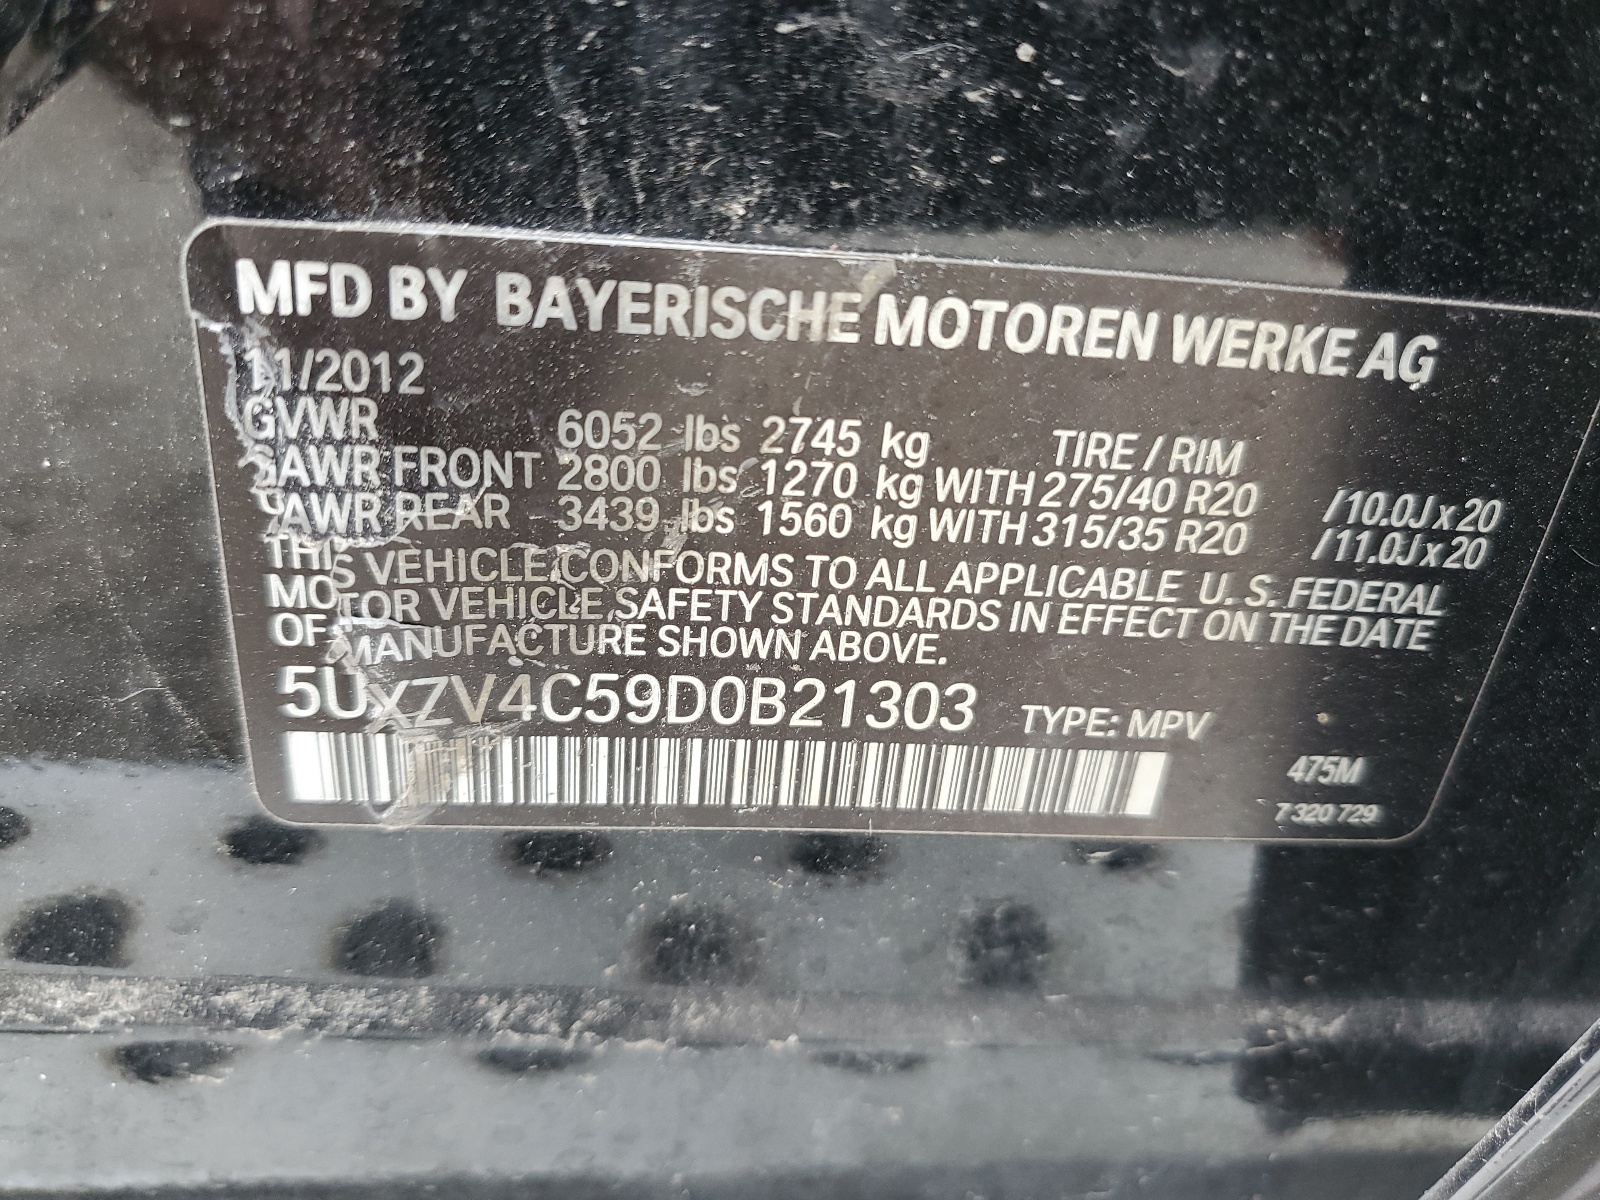 MFD BY BAYERISCHE MOTOREN WERKE AG
11/2012
GVWR 6052 lbs 2745 kg TIRE / RIM
GAWR FRONT 2800 lbs 1270 kg WITH 275/40 R20 /10.0J x 20
GAWR REAR 3439 lbs 1560 kg WITH 315/35 R20 /11.0J x 20
THIS VEHICLE CONFORMS TO ALL APPLICABLE U. S. FEDERAL
MOTOR VEHICLE SAFETY STANDARDS IN EFFECT ON THE DATE
OF MANUFACTURE SHOWN ABOVE.
5UXZV4C59D0B21303 TYPE: MPV
475M
7 320 729